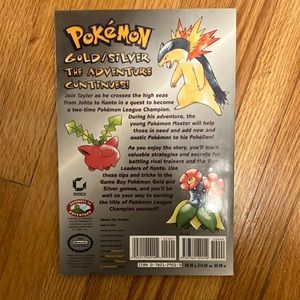 POKéMON
GOLD/SILVER
THE ADVENTURE
CONTINUES!
Join Taylor as he crosses the high seas
from Johto to Kanto in a quest to become
a two-time Pokémon League Champion.
During his adventure, the
young Pokémon Master will help
those in need and add new and
exotic Pokémon to his PokéDex!
As you enjoy the story, you'll learn
valuable strategies and secrets for
battling rival trainers and the Gym
Leaders of Kanto. Use
these tips and tricks in the
Game Boy Pokémon Gold and
Silver games, and you'll be
well on your way to earning
the title of Pokémon League
Champion yourself!
About the Author
SYBEX
Nintendo